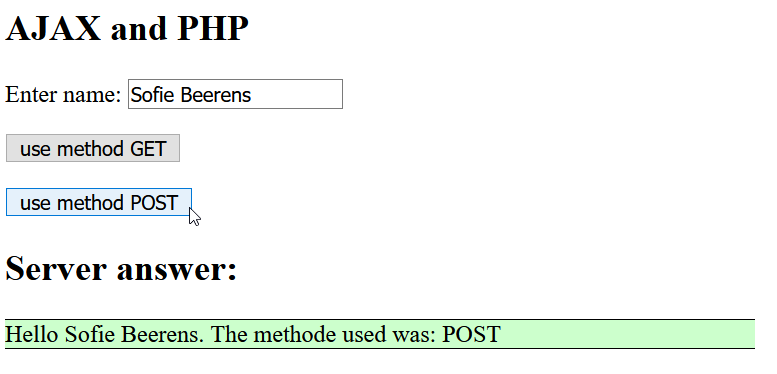 AJAX and PHP
Enter name: Sofie Beerens
use method GET
use method POST
Server answer:
Hello Sofie Beerens. The methode used was: POST